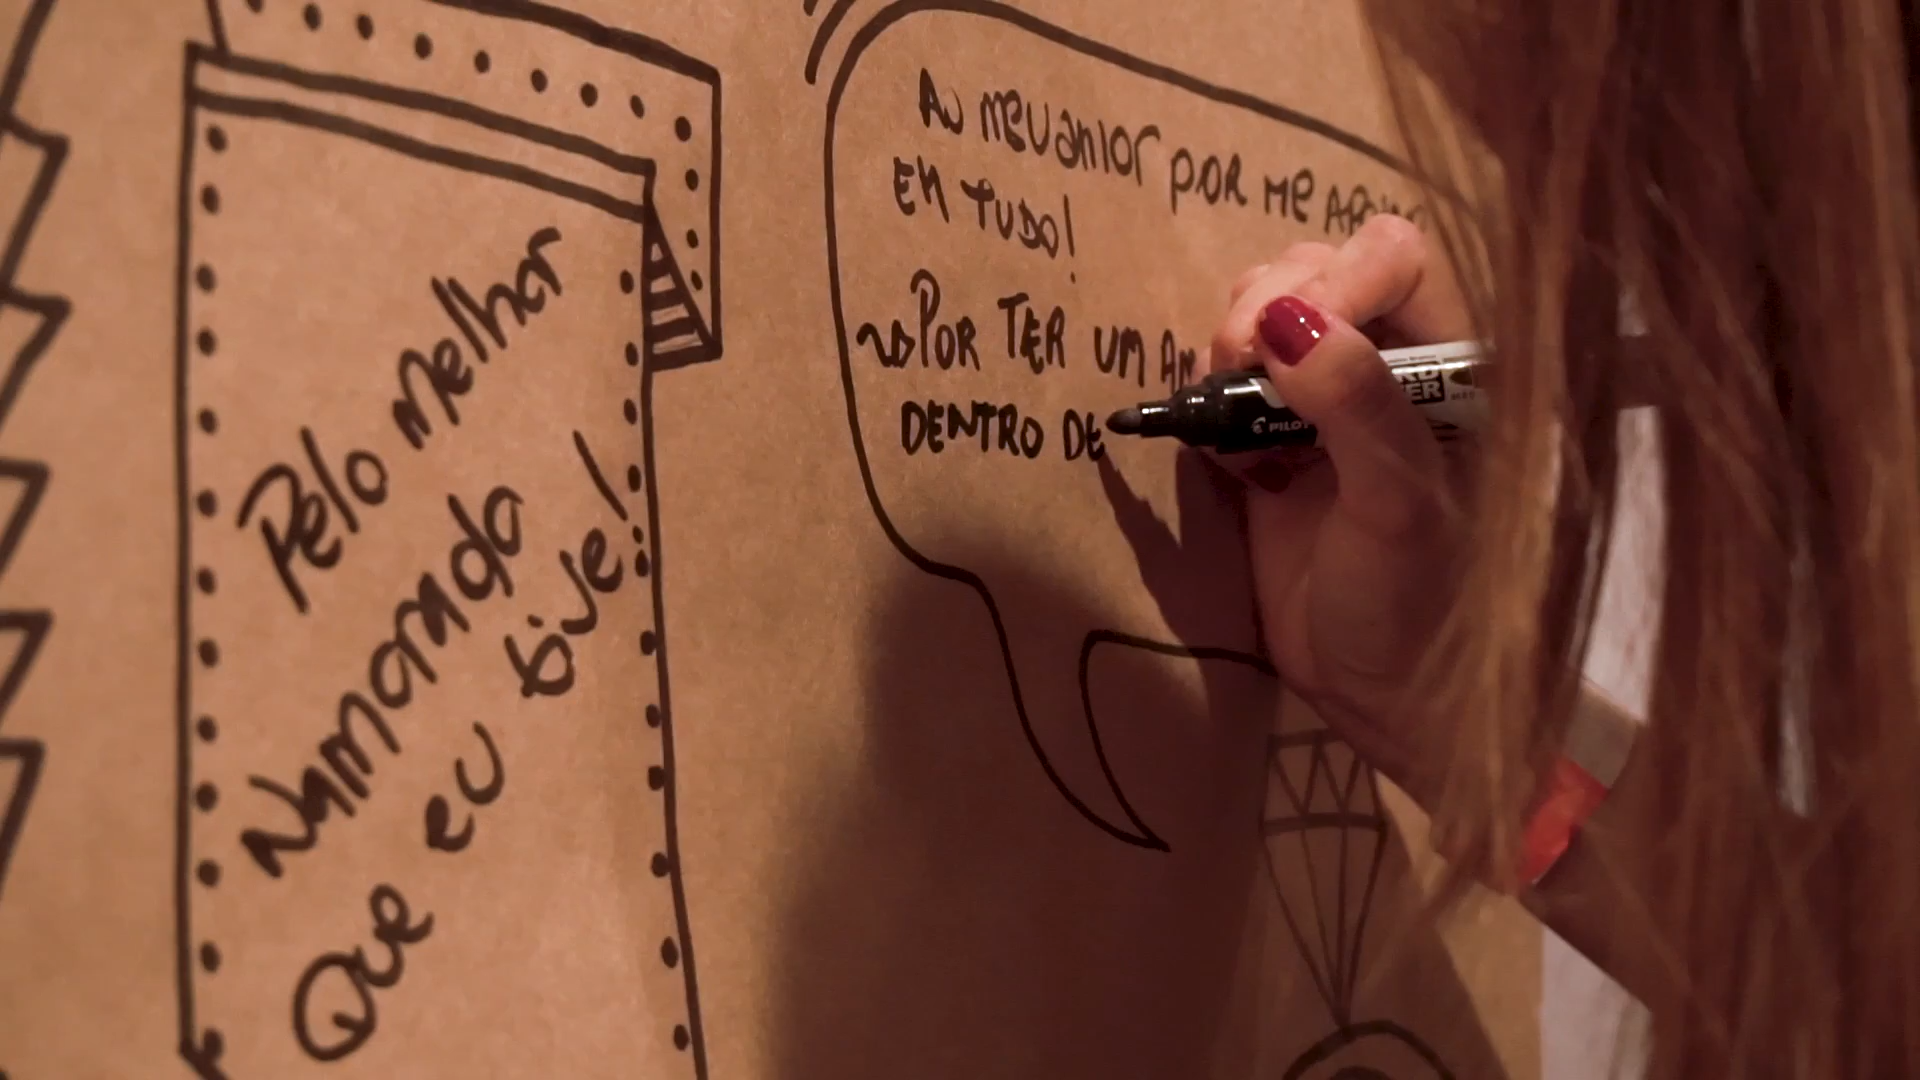 Pelo melhor
Namorado
Que eu tive!
Ao meu amor por me
EM TUDO!
POR TER UM
DENTRO DE
PILOT